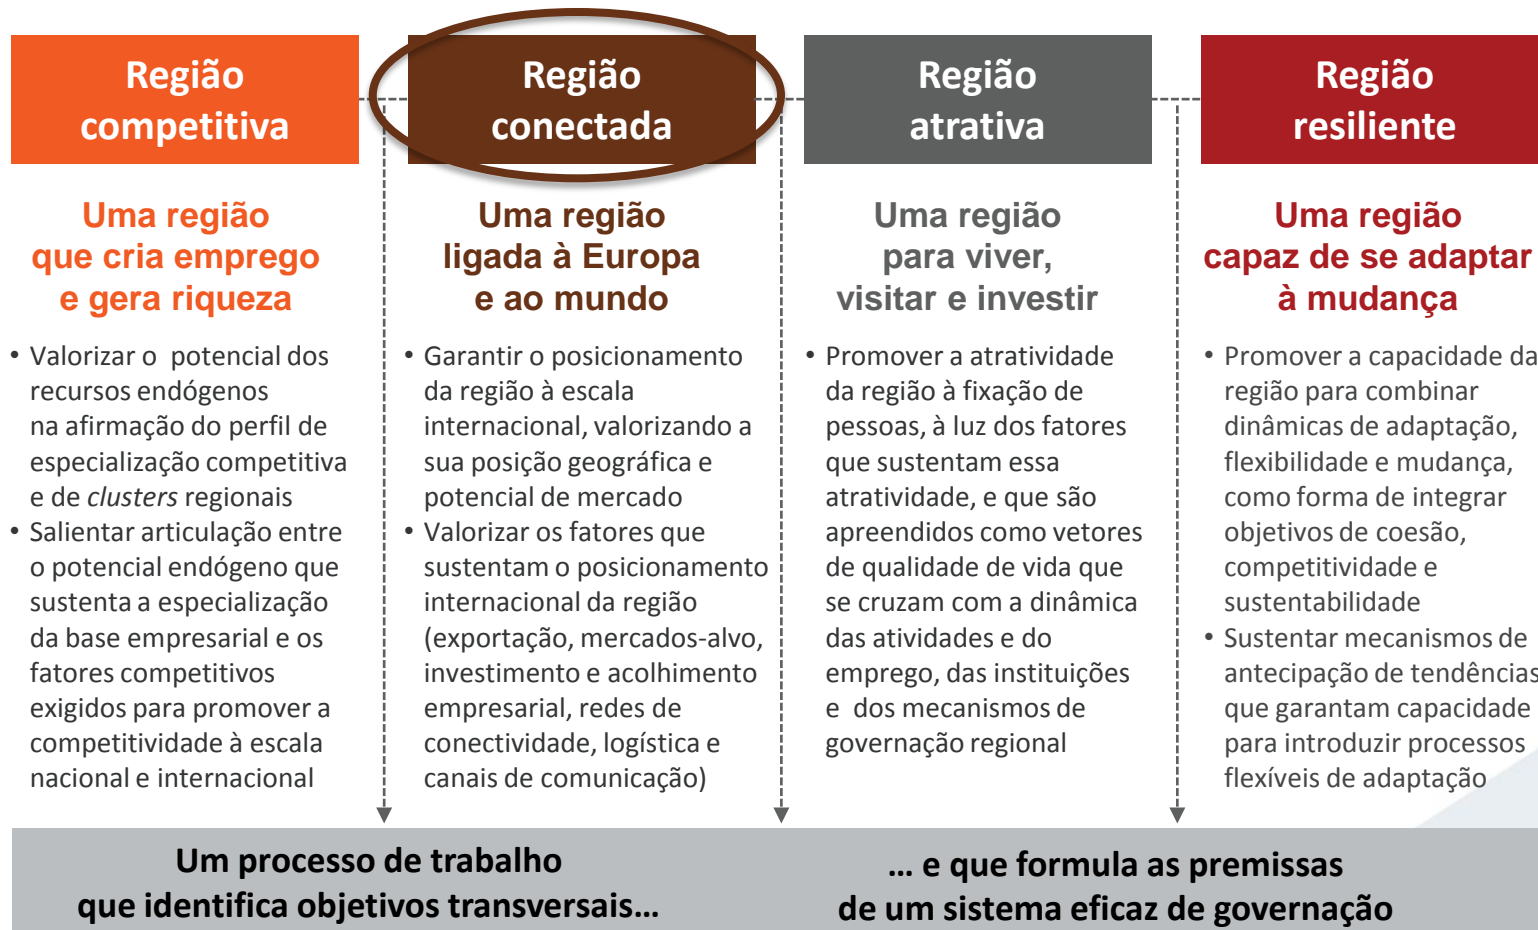 Região
competitiva
Uma região
que cria emprego
e gera riqueza
• Valorizar o potencial dos
recursos endógenos
na afirmação do perfil de
especialização competitiva
e de clusters regionais
• Salientar articulação entre
o potencial endógeno que
sustenta a especialização
da base empresarial e os
fatores competitivos
exigidos para promover a
competitividade à escala
nacional e internacional
Região
conectada
Uma região
ligada à Europa
e ao mundo
• Garantir o posicionamento
da região à escala
internacional, valorizando a
sua posição geográfica e
potencial de mercado
• Valorizar os fatores que
sustentam o posicionamento
internacional da região
(exportação, mercados-alvo,
investimento e acolhimento
empresarial, redes de
conectividade, logística e
canais de comunicação)
Região
atrativa
Uma região
para viver,
visitar e investir
• Promover a atratividade
da região à fixação de
pessoas, à luz dos fatores
que sustentam essa
atratividade, e que são
apreendidos como vetores
de qualidade de vida que
se cruzam com a dinâmica
das atividades e do
emprego, das instituições
e dos mecanismos de
governação regional
Região
resiliente
Uma região
capaz de se adaptar
à mudança
• Promover a capacidade da
região para combinar
dinâmicas de adaptação,
flexibilidade e mudança,
como forma de integrar
objetivos de coesão,
competitividade e
sustentabilidade
• Sustentar mecanismos de
antecipação de tendências
que garantam capacidade
para introduzir processos
flexíveis de adaptação
Um processo de trabalho
que identifica objetivos transversais…
… e que formula as premissas
de um sistema eficaz de governação